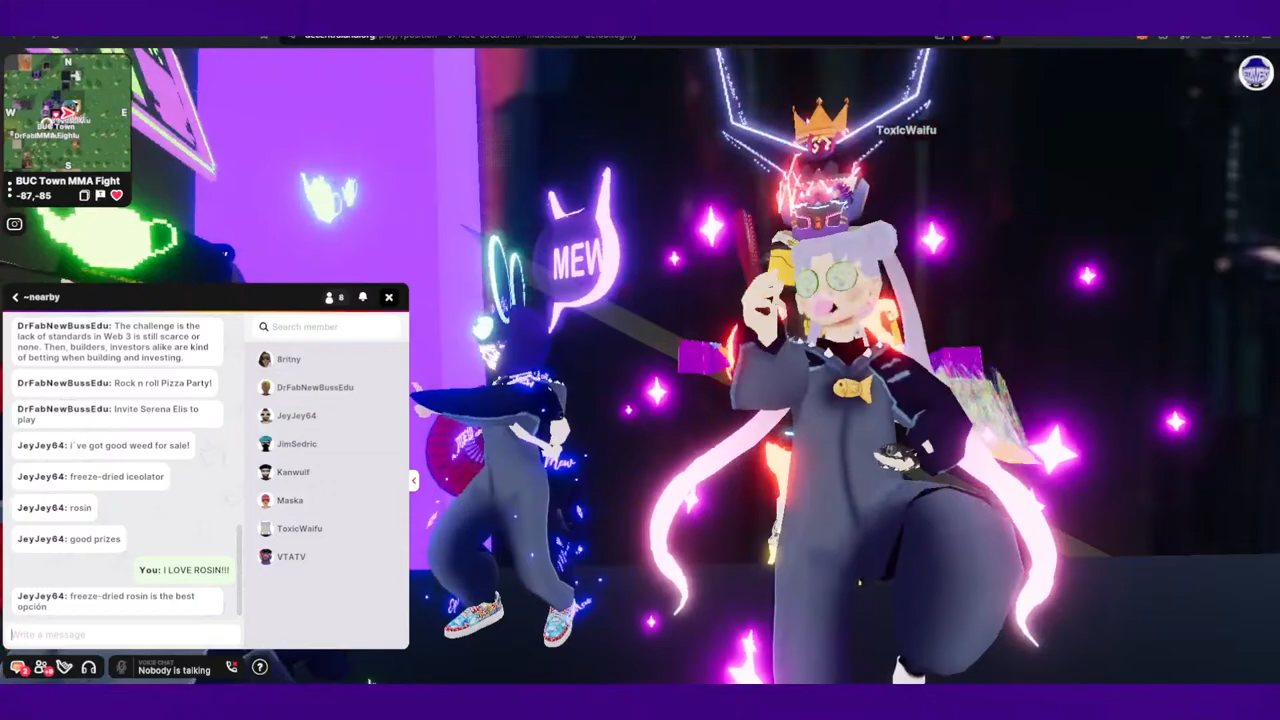 N
W
E
BUC Town
S
BUC Town MMA Fight
-87,-85
ToxicWaifu
MEW
~nearby
8
DrFabNewBussEdu: The challenge is the
lack of standards in Web 3 is still scarce or
none. Then, builders, investors alike are kind
of betting when building and investing.
DrFabNewBussEdu: Rock n roll Pizza Party!
DrFabNewBussEdu: Invite Serena Elis to
play
JeyJey64: i´ve got good weed for sale!
JeyJey64: freeze-dried iceolator
JeyJey64: rosin
JeyJey64: good prizes
You: I LOVE ROSIN!!!
JeyJey64: freeze-dried rosin is the best
opción
Write a message
Search member
8ritny
DrFabNewBussEdu
JeyJey64
JimSedric
Kanwulf
Maska
ToxicWaifu
VTATV
Mew
VOICE CHAT
Nobody is talking
?